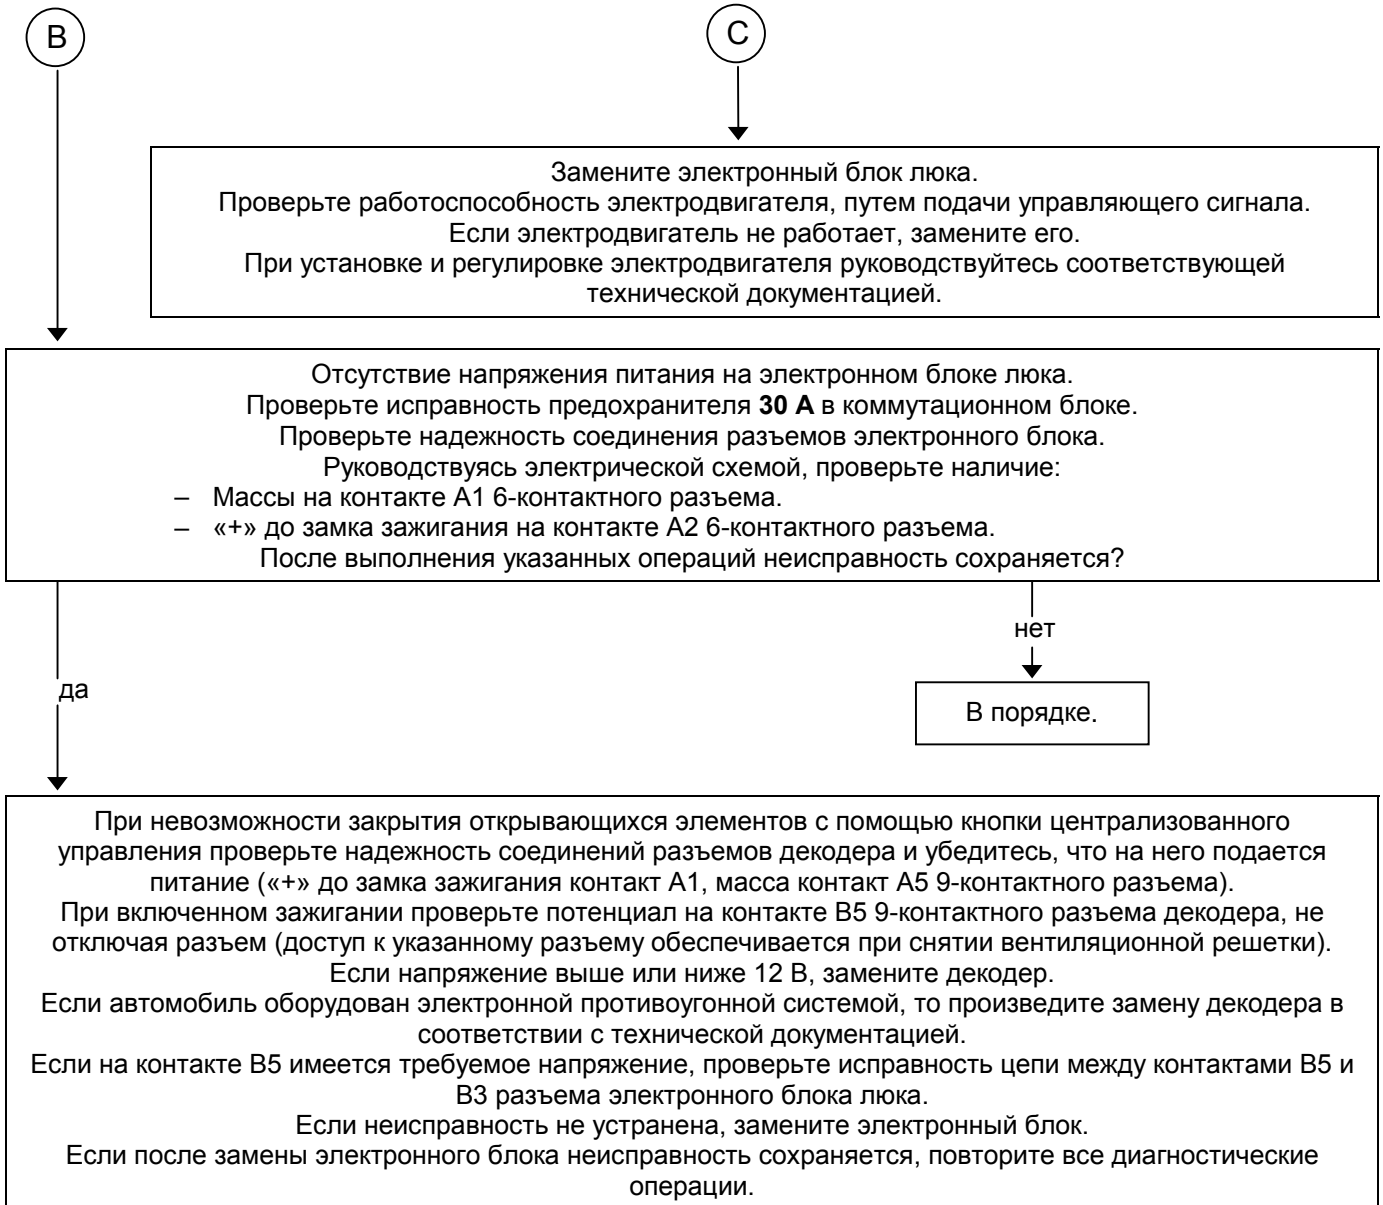 B
C
Замените электронный блок люка.
Проверьте работоспособность электродвигателя, путем подачи управляющего сигнала.
Если электродвигатель не работает, замените его.
При установке и регулировке электродвигателя руководствуйтесь соответствующей
технической документацией.
Отсутствие напряжения питания на электронном блоке люка.
Проверьте исправность предохранителя 30 А в коммутационном блоке.
Проверьте надежность соединения разъемов электронного блока.
Руководствуясь электрической схемой, проверьте наличие:
– Массы на контакте А1 6-контактного разъема.
– «+» до замка зажигания на контакте А2 6-контактного разъема.
После выполнения указанных операций неисправность сохраняется?
нет
да
В порядке.
При невозможности закрытия открывающихся элементов с помощью кнопки централизованного
управления проверьте надежность соединений разъемов декодера и убедитесь, что на него подается
питание («+» до замка зажигания контакт А1, масса контакт А5 9-контактного разъема).
При включенном зажигании проверьте потенциал на контакте В5 9-контактного разъема декодера, не
отключая разъем (доступ к указанному разъему обеспечивается при снятии вентиляционной решетки).
Если напряжение выше или ниже 12 В, замените декодер.
Если автомобиль оборудован электронной противоугонной системой, то произведите замену декодера в
соответствии с технической документацией.
Если на контакте В5 имеется требуемое напряжение, проверьте исправность цепи между контактами В5 и
В3 разъема электронного блока люка.
Если неисправность не устранена, замените электронный блок.
Если после замены электронного блока неисправность сохраняется, повторите все диагностические
операции.